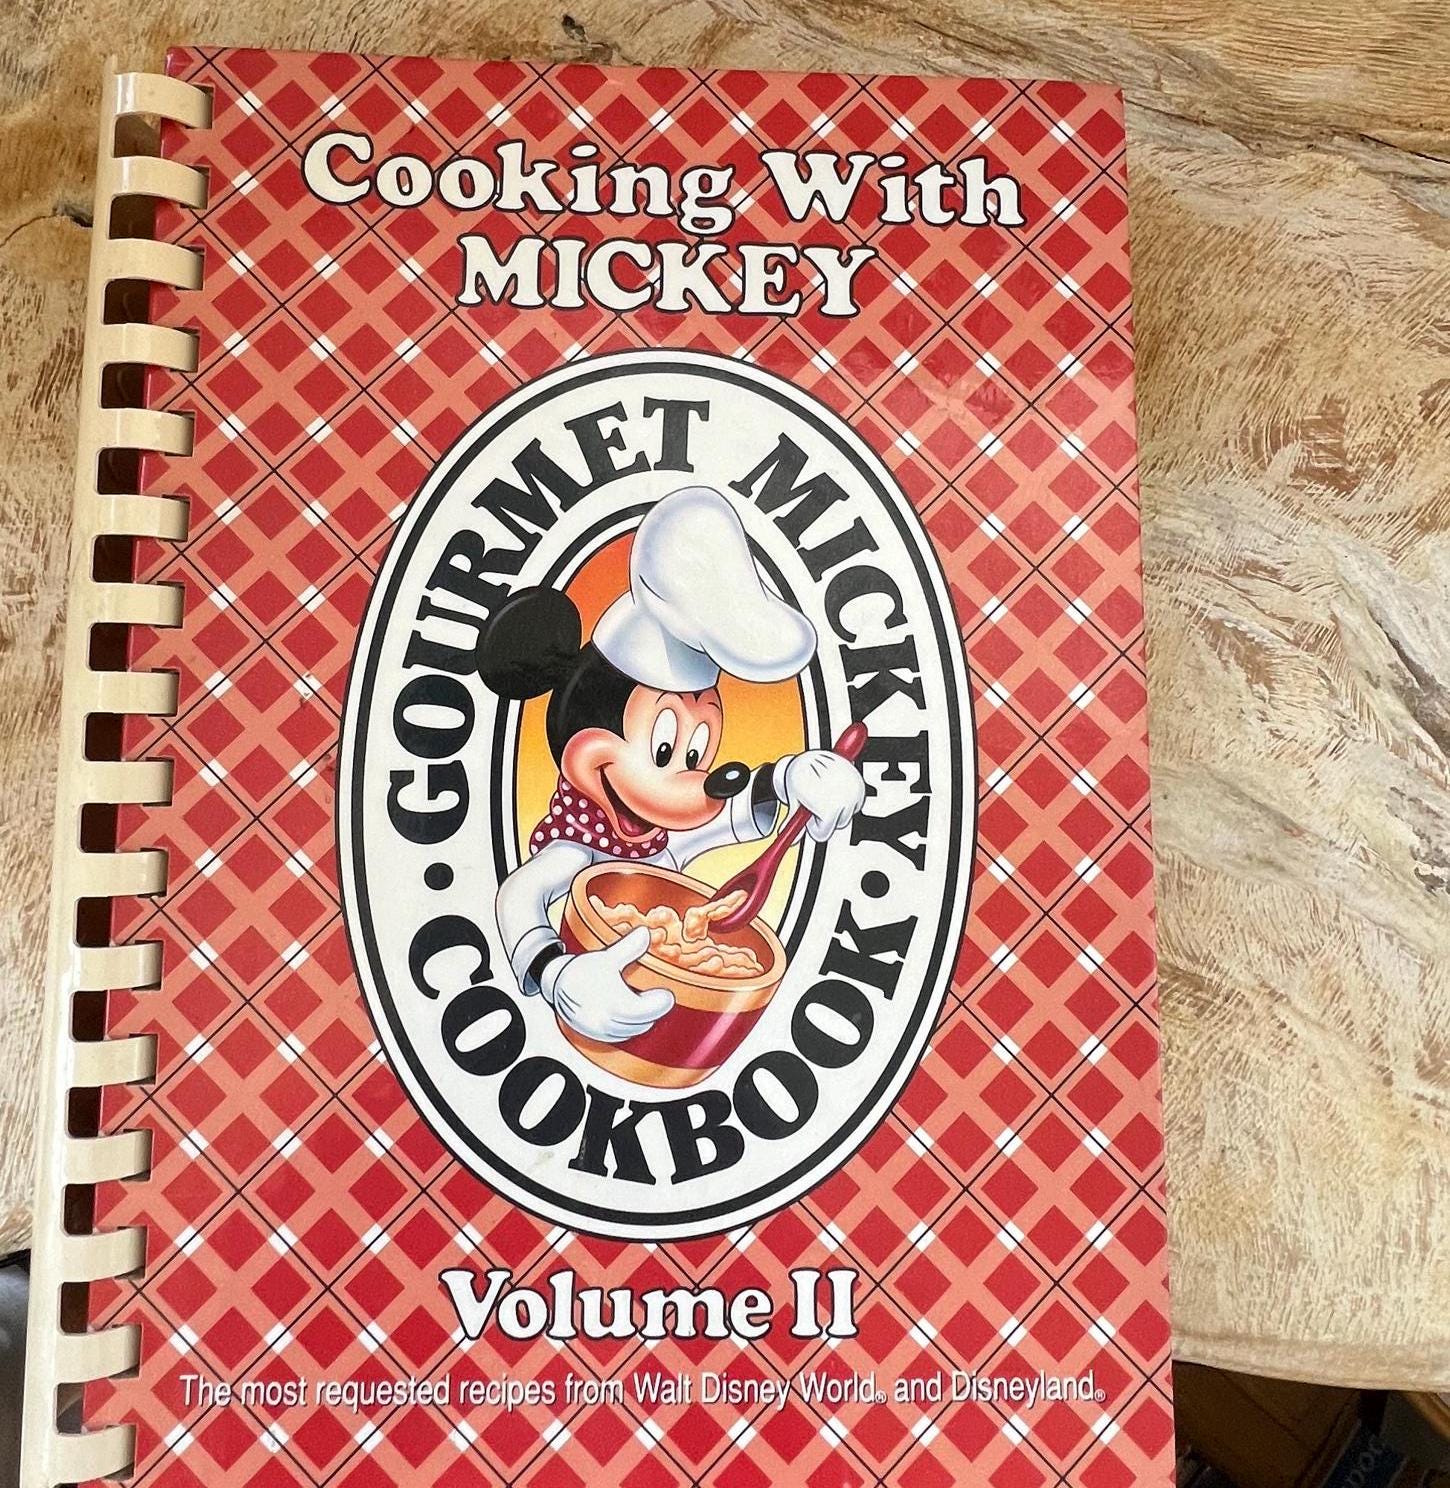 Cooking With
MICKEY
GOURMET MICKEY
• COOKBOOK •
Volume II
The most requested recipes from Walt Disney World® and Disneyland®